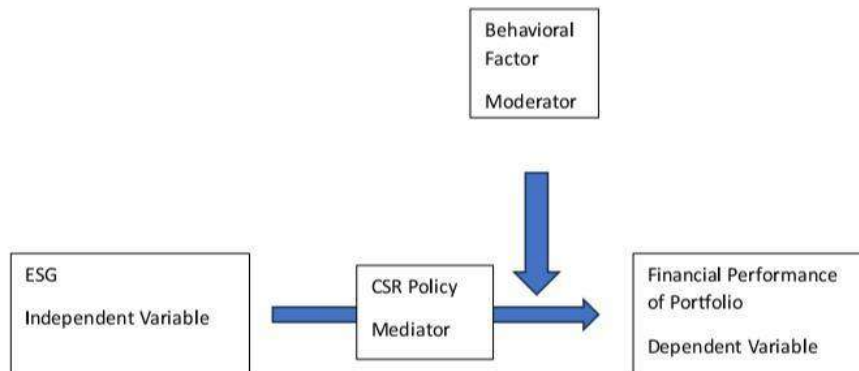 Behavioral
Factor
Moderator
ESG
Independent Variable
CSR Policy
Mediator
Financial Performance
of Portfolio
Dependent Variable